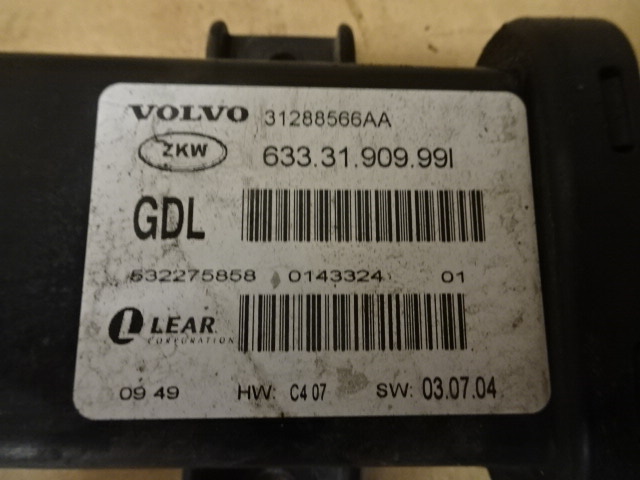 VOLVO 31288566AA
ZKW 633.31.909.99I
GDL
532275858 0143324 01
LEAR
CORPORATION
09 49 HW: C4 07 SW: 03.07.04